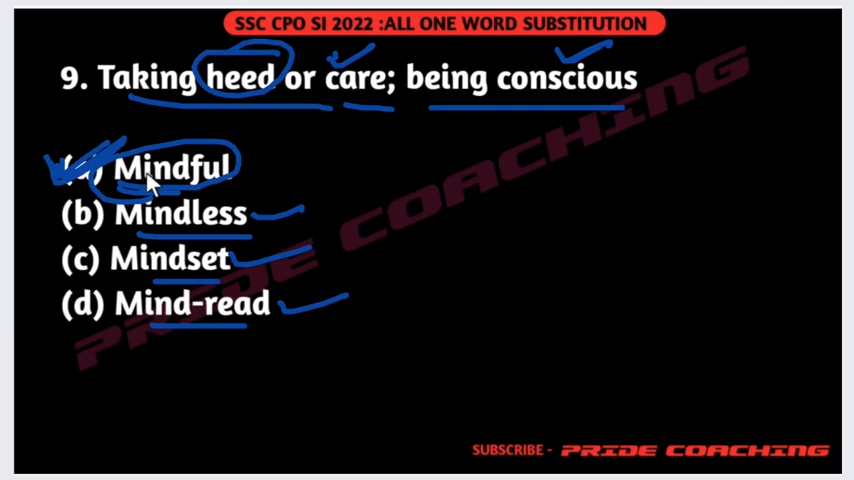 SSC CPO SI 2022 :ALL ONE WORD SUBSTITUTION
9. Taking heed or care; being conscious
(a) Mindful
(b) Mindless
(c) Mindset
(d) Mind-read
PRIDE COACHING
SUBSCRIBE - PRIDE COACHING